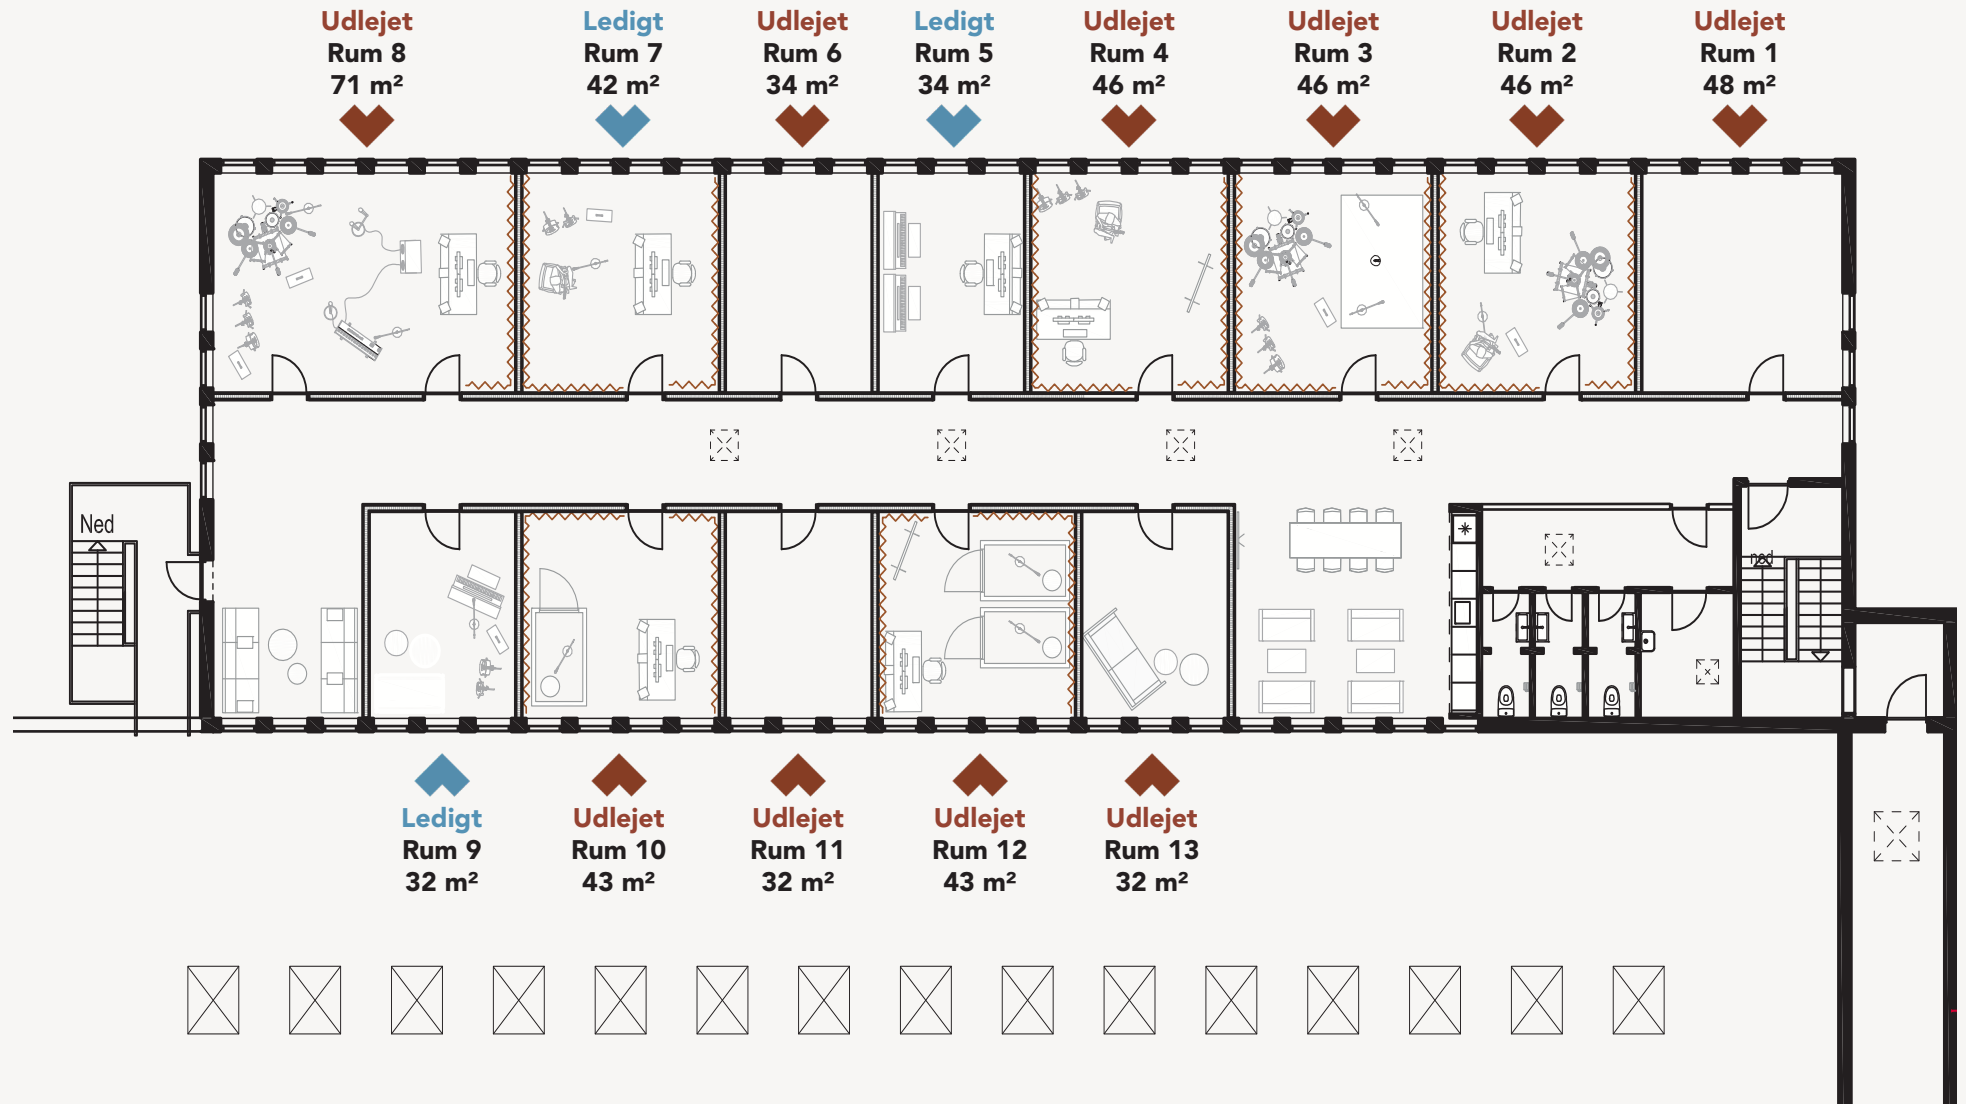 Udlejet
Rum 8
71 m²
Ledigt
Rum 7
42 m²
Udlejet
Rum 6
34 m²
Ledigt
Rum 5
34 m²
Udlejet
Rum 4
46 m²
Udlejet
Rum 3
46 m²
Udlejet
Rum 2
46 m²
Udlejet
Rum 1
48 m²
Ned
ned
Ledigt
Rum 9
32 m²
Udlejet
Rum 10
43 m²
Udlejet
Rum 11
32 m²
Udlejet
Rum 12
43 m²
Udlejet
Rum 13
32 m²